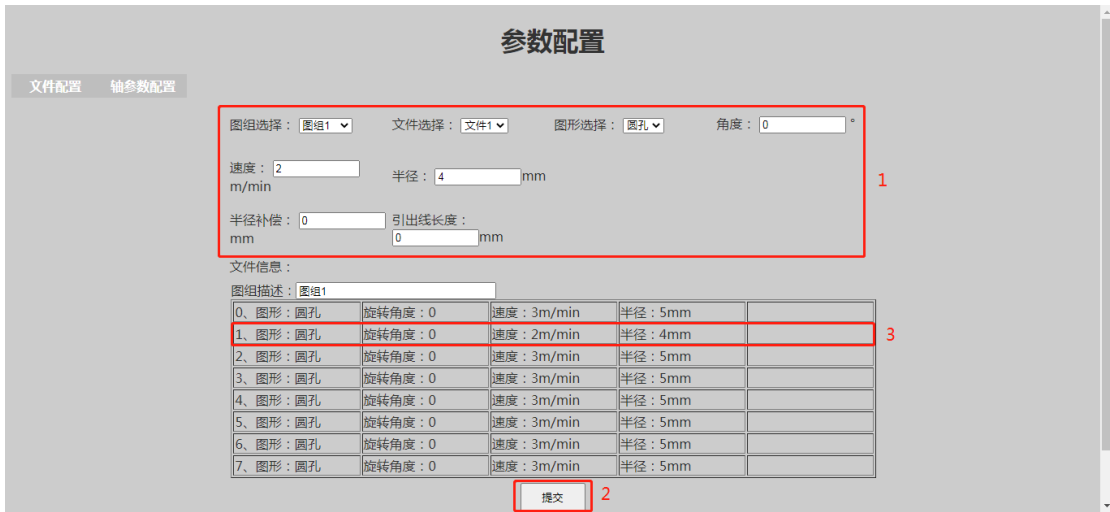 参数配置
文件配置 轴参数配置
图组选择： 图组1 文件选择： 文件1 图形选择： 圆孔 角度： 0 °
速度： 2 半径： 4 mm
m/min
1
半径补偿： 0 引出线长度：
mm 0 mm
文件信息：
图组描述：图组1
0、图形：圆孔 旋转角度：0 速度：3m/min 半径：5mm
1、图形：圆孔 旋转角度：0 速度：2m/min 半径：4mm 3
2、图形：圆孔 旋转角度：0 速度：3m/min 半径：5mm
3、图形：圆孔 旋转角度：0 速度：3m/min 半径：5mm
4、图形：圆孔 旋转角度：0 速度：3m/min 半径：5mm
5、图形：圆孔 旋转角度：0 速度：3m/min 半径：5mm
6、图形：圆孔 旋转角度：0 速度：3m/min 半径：5mm
7、图形：圆孔 旋转角度：0 速度：3m/min 半径：5mm
提交 2